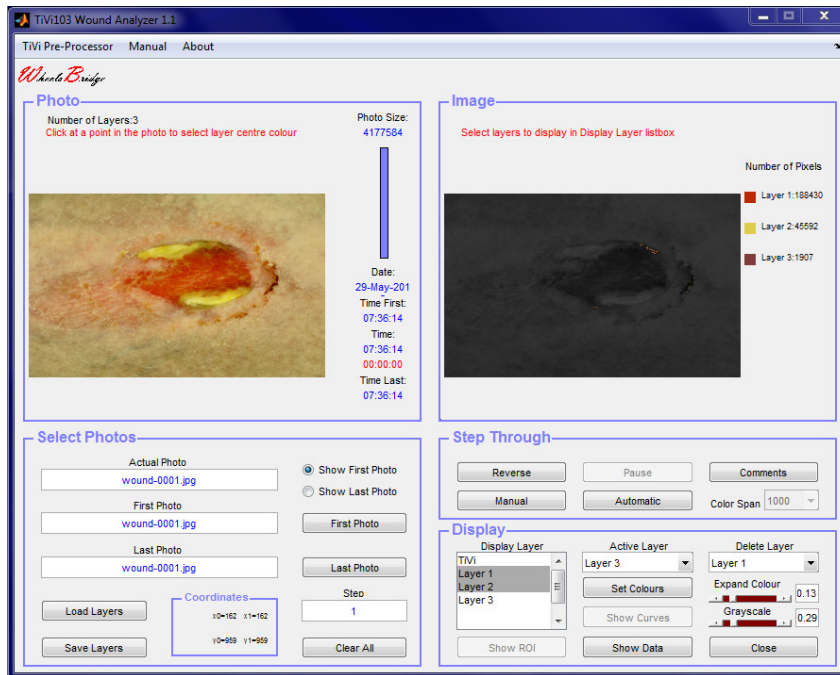 TiVi103 Wound Analyzer 1.1
TiVi Pre-Processor Manual About
WheelsBridge
Photo
Number of Layers:3
Click at a point in the photo to select layer centre colour
Photo Size:
4177584
Date:
29-May-201
Time First:
07:36:14
Time:
07:36:14
00:00:00
Time Last:
07:36:14
Image
Select layers to display in Display Layer listbox
Number of Pixels
Layer 1:188430
Layer 2:45592
Layer 3:1907
Select Photos
Actual Photo
wound-0001.jpg
First Photo
wound-0001.jpg
Last Photo
wound-0001.jpg
Show First Photo
Show Last Photo
First Photo
Last Photo
Step
1
Load Layers
Save Layers
Coordinates
x0=162 x1=162
y0=959 y1=959
Clear All
Step Through
Reverse Pause Comments
Manual Automatic Color Span 1000
Display
Display Layer
TiVi
Layer 1
Layer 2
Layer 3
Show ROI
Active Layer
Layer 3
Set Colours
Show Curves
Show Data
Delete Layer
Layer 1
Expand Colour
0.13
Grayscale
0.29
Close